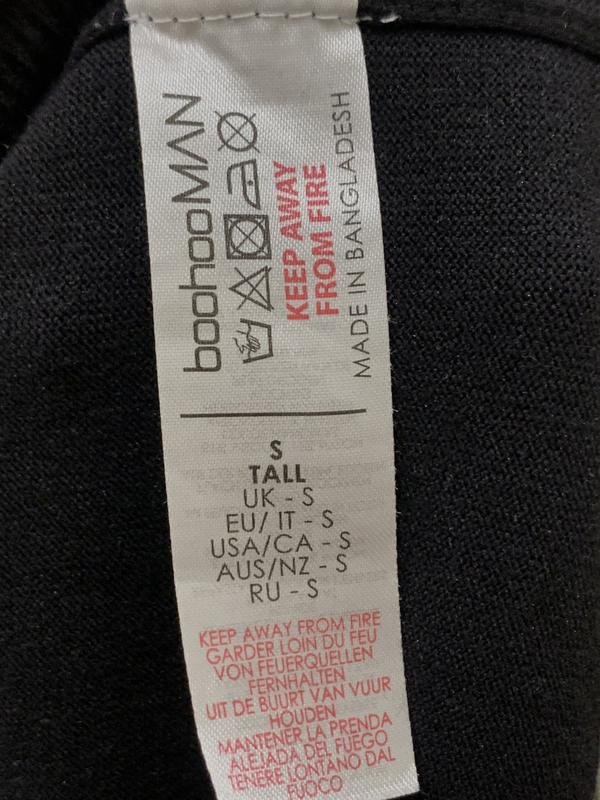 boohooMAN
KEEP AWAY
FROM FIRE
MADE IN BANGLADESH
S
TALL
UK - S
EU/ IT - S
USA/CA - S
AUS/NZ - S
RU - S
KEEP AWAY FROM FIRE
GARDER LOIN DU FEU
VON FEUERQUELLEN
FERNHALTEN
UIT DE BUURT VAN VUUR
HOUDEN
MANTENER LA PRENDA
ALEJADA DEL FUEGO
TENERE LONTANO DAL
FUOCO